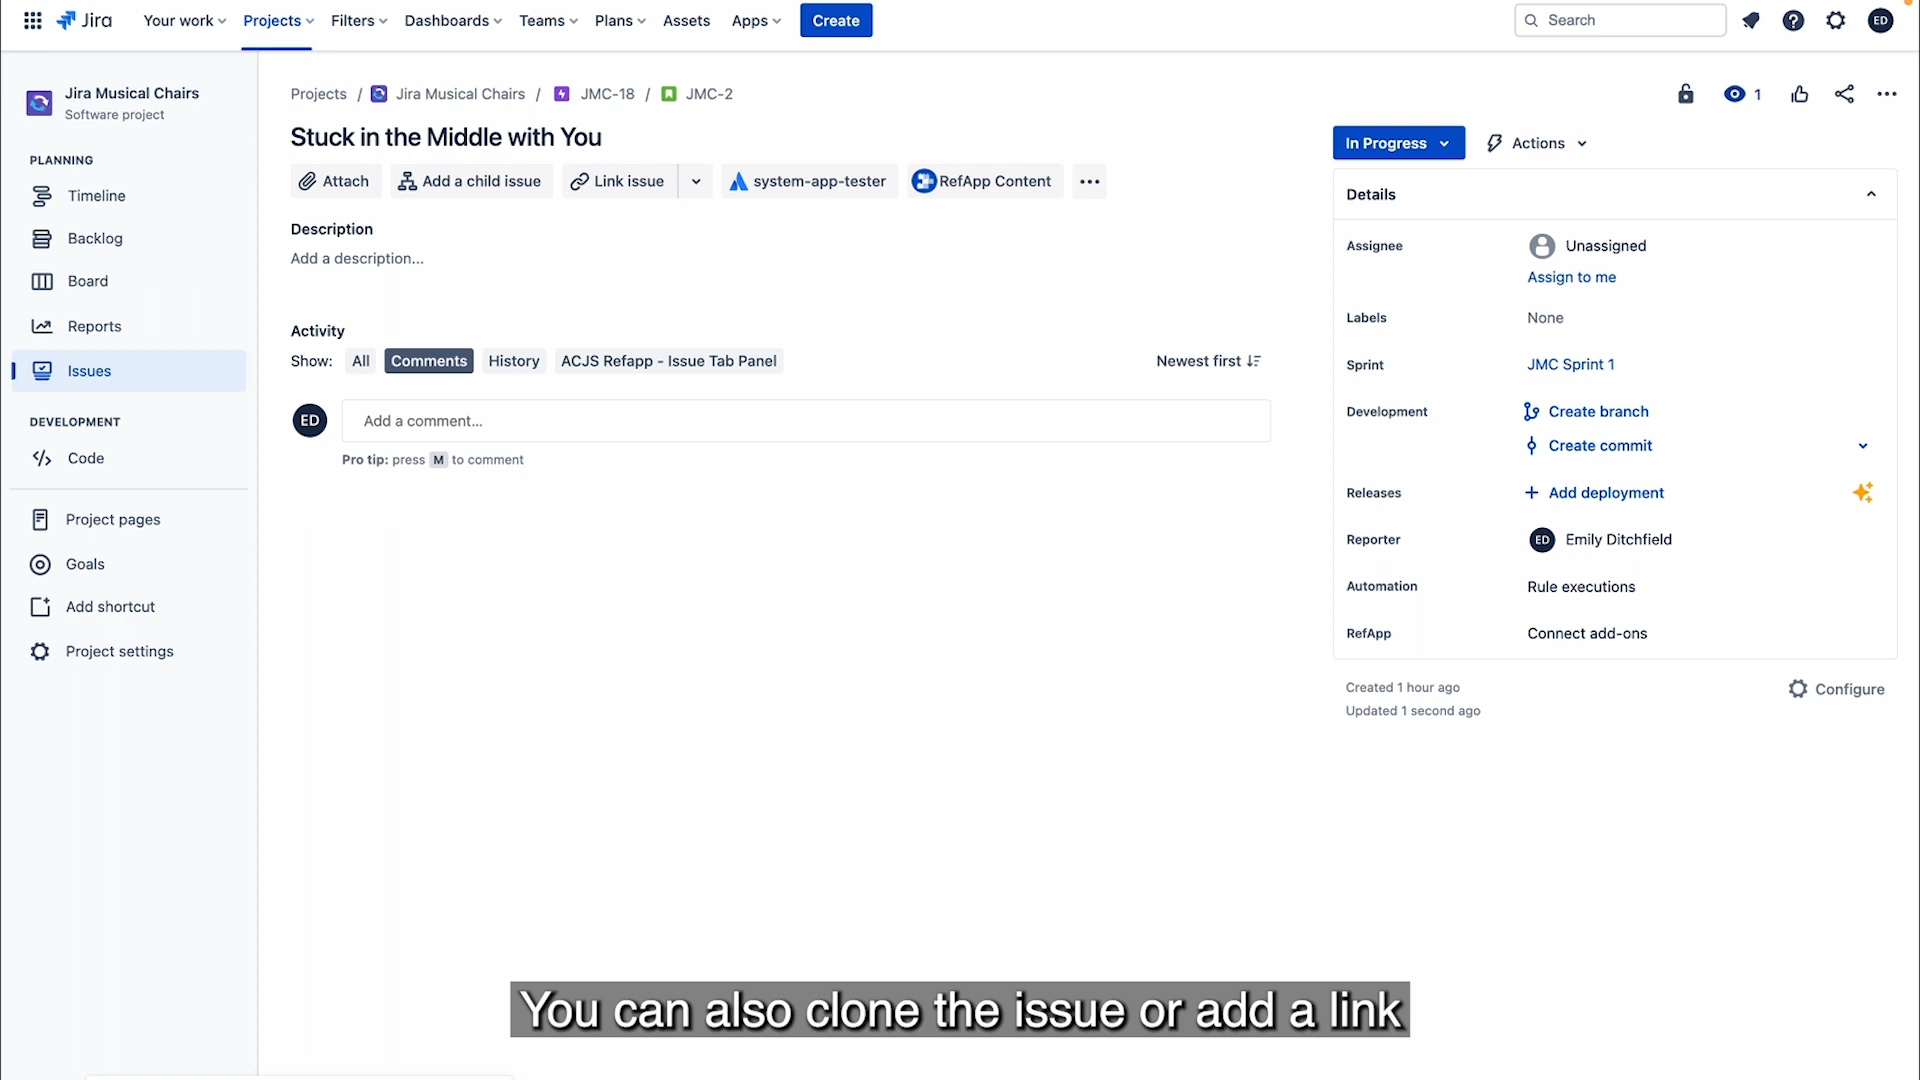 Jira
Your work
Projects
Filters
Dashboards
Teams
Plans
Assets
Apps
Create
Search
ED
Jira Musical Chairs
Software project
PLANNING
Timeline
Backlog
Board
Reports
Issues
DEVELOPMENT
Code
Project pages
Goals
Add shortcut
Project settings
Projects / Jira Musical Chairs / JMC-18 / JMC-2
1
Stuck in the Middle with You
Attach
Add a child issue
Link issue
system-app-tester
RefApp Content
Description
Add a description...
Activity
Show: All Comments History ACJS Refapp - Issue Tab Panel
Newest first
ED
Add a comment...
Pro tip: press M to comment
In Progress
Actions
Details
Assignee
Unassigned
Assign to me
Labels
None
Sprint
JMC Sprint 1
Development
Create branch
Create commit
Releases
Add deployment
Reporter
ED Emily Ditchfield
Automation
Rule executions
RefApp
Connect add-ons
Created 1 hour ago
Updated 1 second ago
Configure
You can also clone the issue or add a link